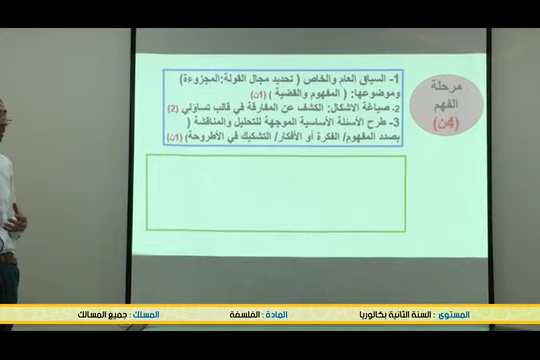 مرحلة
الفهم
(4ن)
1- السياق العام والخاص ( تحديد مجال القولة:المجزوءة)
وموضوعها: ( المفهوم والقضية ) (1ن)
2- صياغة الاشكال: الكشف عن المفارقة في قالب تساؤلي (2)
3- طرح الأسئلة الأساسية الموجهة للتحليل والمناقشة (
بصدد المفهوم/ الفكرة أو الأفكار/ التشكيك في الأطروحة) (1ن)
المستوى : السنة الثانية بكالوريا المادة : الفلسفة المسلك : جميع المسالك